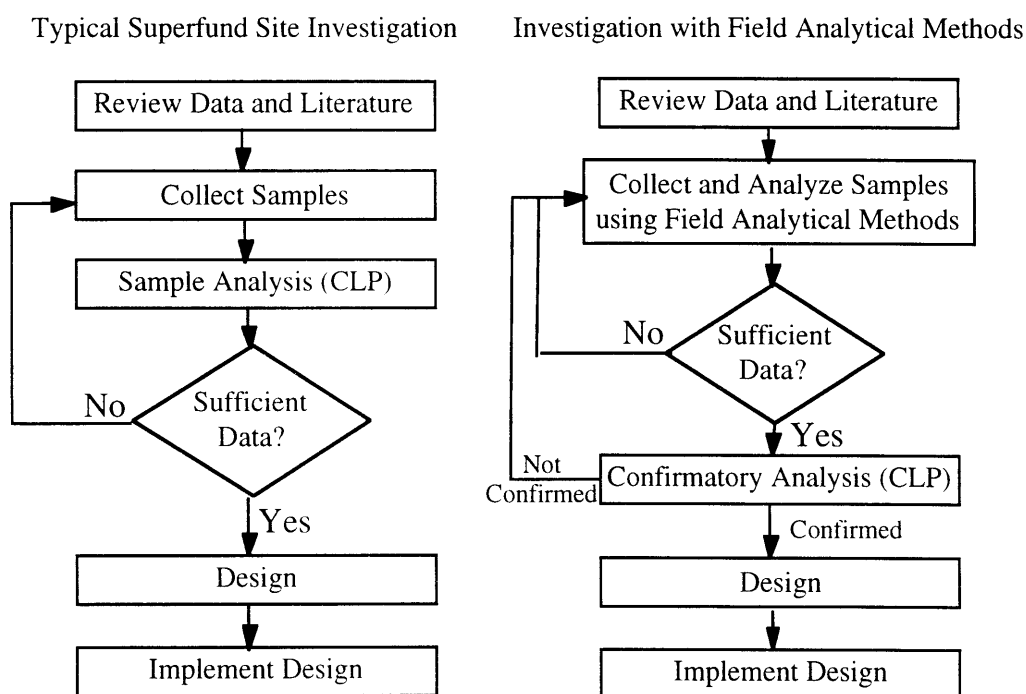 Typical Superfund Site Investigation
Review Data and Literature
Collect Samples
Sample Analysis (CLP)
Sufficient
Data?
No
Yes
Design
Implement Design
Investigation with Field Analytical Methods
Review Data and Literature
Collect and Analyze Samples
using Field Analytical Methods
Sufficient
Data?
No
Yes
Confirmatory Analysis (CLP)
Not
Confirmed
Confirmed
Design
Implement Design